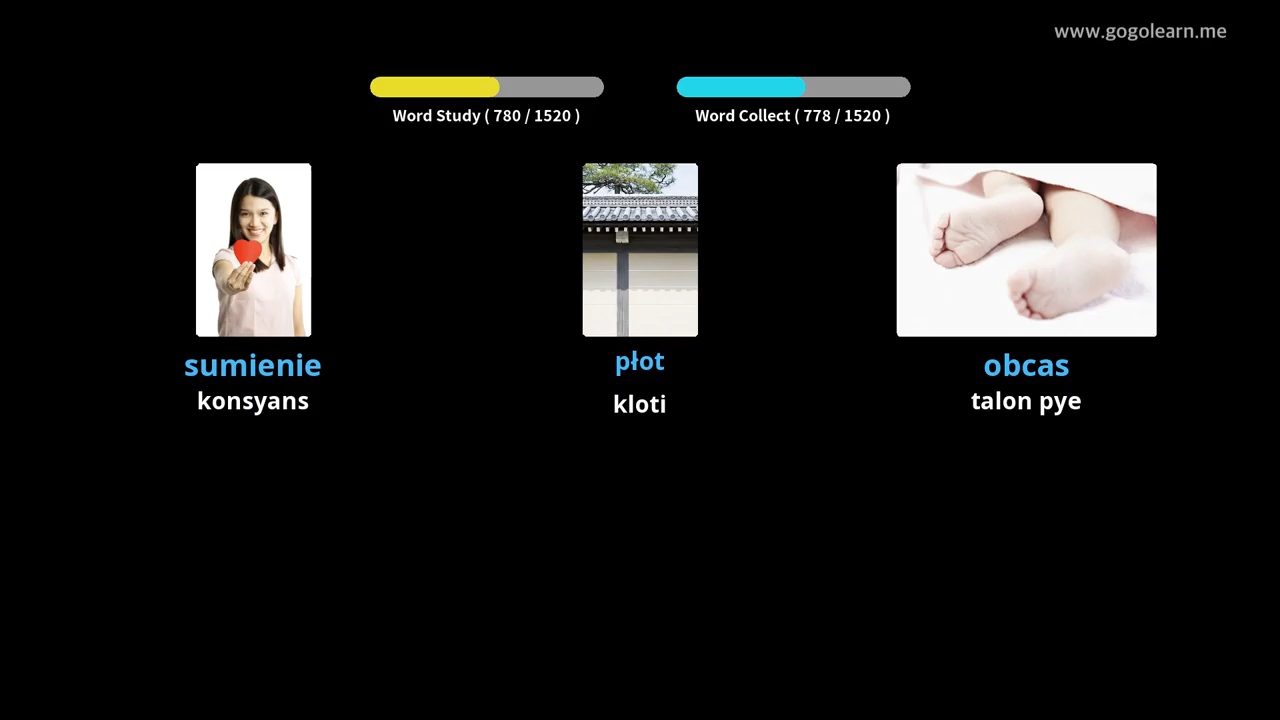 www.gogolearn.me
Word Study ( 780 / 1520 )
Word Collect ( 778 / 1520 )
sumienie
konsyans
płot
kloti
obcas
talon pye